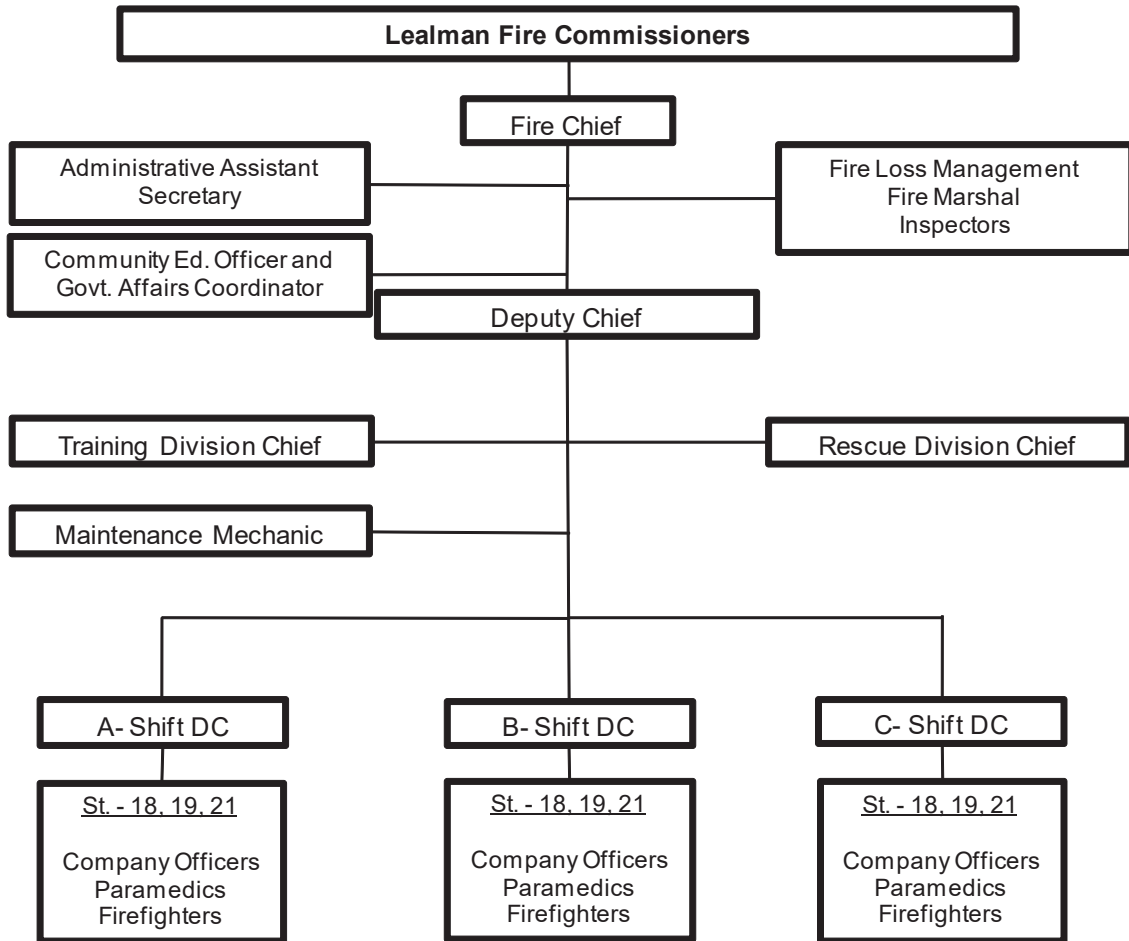 Lealman Fire Commissioners
Fire Chief
Administrative Assistant
Secretary
Fire Loss Management
Fire Marshal
Inspectors
Community Ed. Officer and
Govt. Affairs Coordinator
Deputy Chief
Training Division Chief
Rescue Division Chief
Maintenance Mechanic
A- Shift DC
B- Shift DC
C- Shift DC
St. - 18, 19, 21
Company Officers
Paramedics
Firefighters
St. - 18, 19, 21
Company Officers
Paramedics
Firefighters
St. - 18, 19, 21
Company Officers
Paramedics
Firefighters